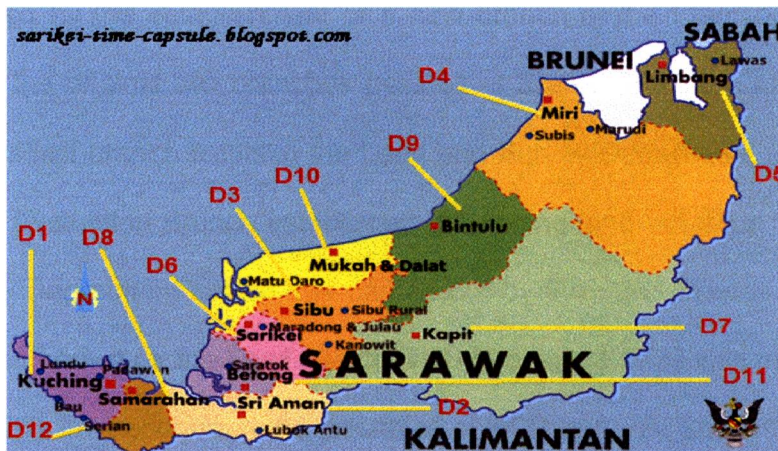 sarikei-time-capsule.blogspot.com
SABAH
BRUNEI
Lawas
Limbang
D4
Miri
Subis
Marudi
D5
D9
D10
D3
Bintulu
D1
D8
Mukah & Dalat
D6
Matu Daro
N
Sibu
Sibu Rural
Sarikei
Maradong & Julau
Kapit
D7
Kanowit
SARAWAK
Lundu
Padawan
Saratok
Kuching
Betong
D11
Samarahan
Bau
Sri Aman
D2
D12
Serian
Lubok Antu
KALIMANTAN